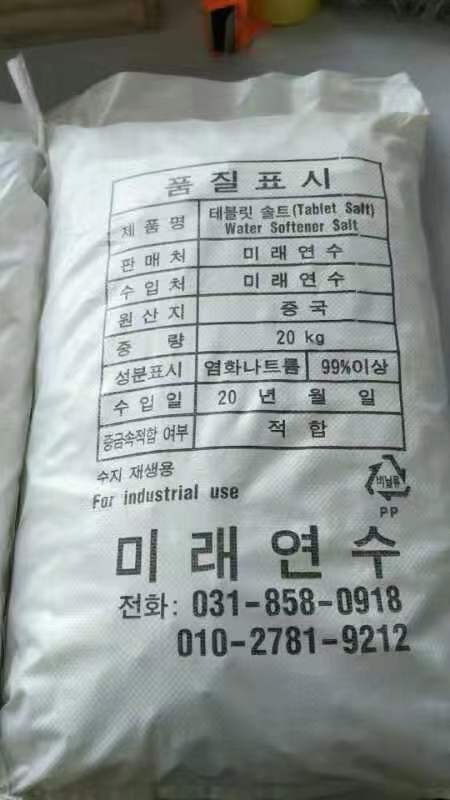 품질표시
제품명 테블릿 솔트(Tablet Salt)
Water Softener Salt
판매처 미래연수
수입처 미래연수
원산지 중국
중량 20 kg
성분표시 염화나트륨 99%이상
수입일 20 년 월 일
중금속적합 여부 적합
수지 재생용
For industrial use
비닐류
PP
미래연수
전화: 031-858-0918
010-2781-9212